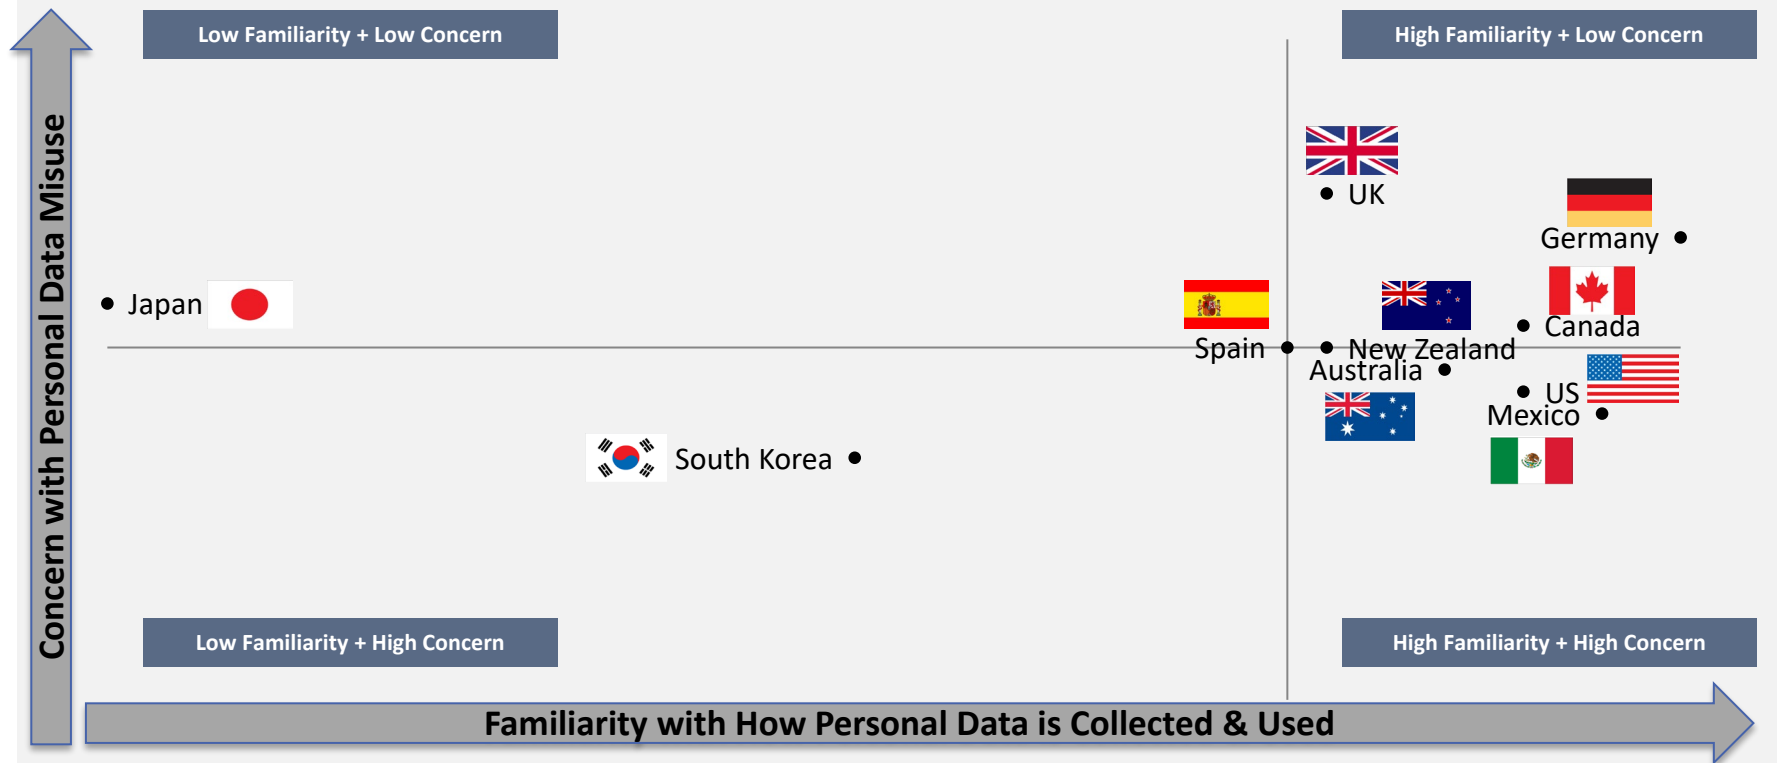 Low Familiarity + Low Concern
High Familiarity + Low Concern
Concern with Personal Data Misuse
UK
Germany
Japan
Canada
Spain
New Zealand
Australia
US
Mexico
South Korea
Low Familiarity + High Concern
High Familiarity + High Concern
Familiarity with How Personal Data is Collected & Used